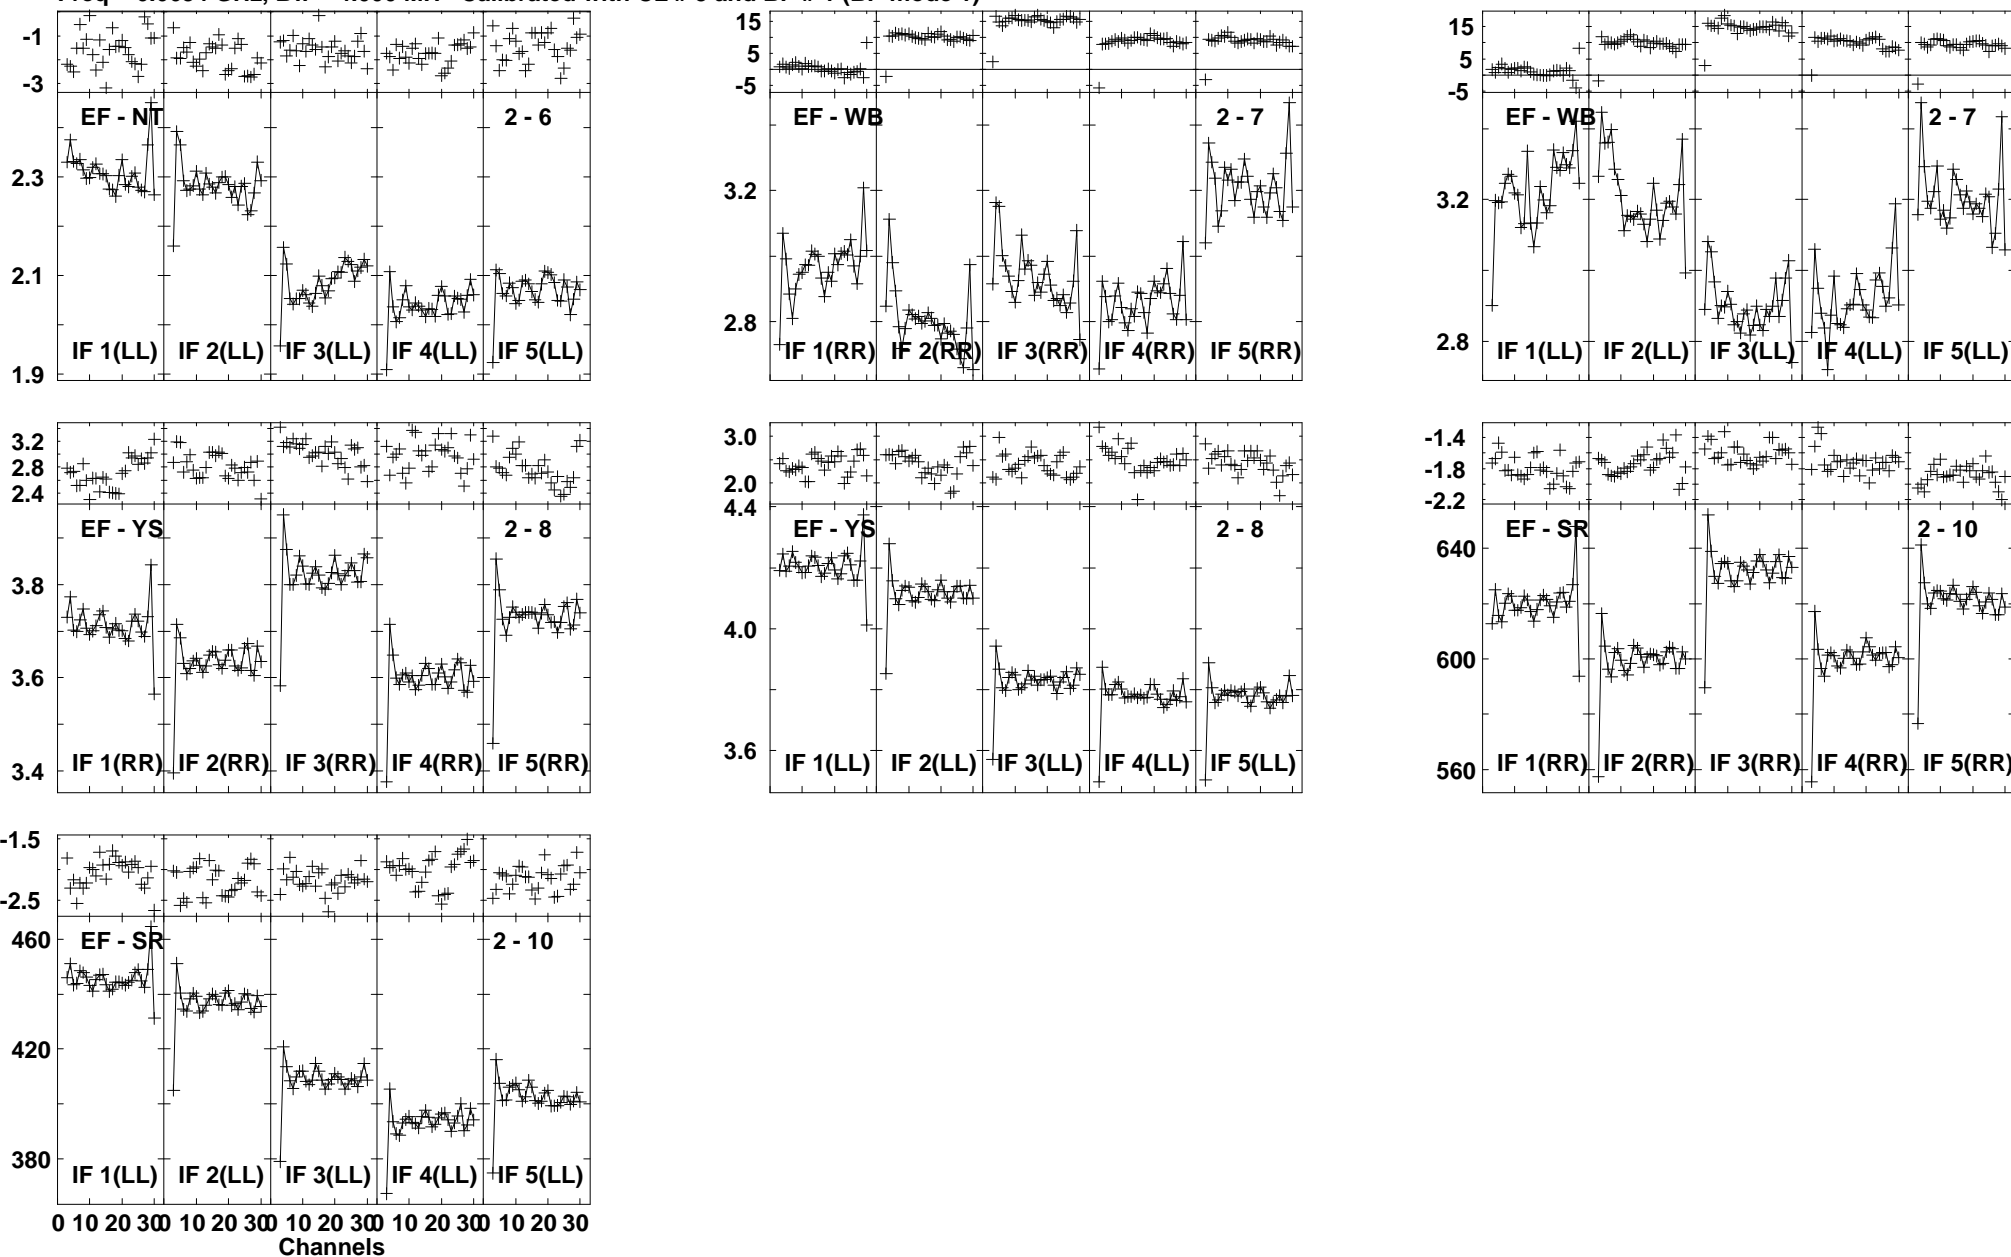 -1
-3
EF - NT
2 - 6
2.3
2.1
1.9
IF 1(LL) IF 2(LL) IF 3(LL) IF 4(LL) IF 5(LL)
15
5
-5
EF - WB
2 - 7
3.2
2.8
IF 1(RR) IF 2(RR) IF 3(RR) IF 4(RR) IF 5(RR)
15
5
-5
EF - WB
2 - 7
3.2
2.8
IF 1(LL) IF 2(LL) IF 3(LL) IF 4(LL) IF 5(LL)
3.2
2.8
2.4
EF - YS
2 - 8
3.8
3.6
3.4
IF 1(RR) IF 2(RR) IF 3(RR) IF 4(RR) IF 5(RR)
3.0
2.0
4.4
EF - YS
2 - 8
4.0
3.6
IF 1(LL) IF 2(LL) IF 3(LL) IF 4(LL) IF 5(LL)
-1.4
-1.8
-2.2
EF - SR
2 - 10
640
600
560
IF 1(RR) IF 2(RR) IF 3(RR) IF 4(RR) IF 5(RR)
-1.5
-2.5
EF - SR
2 - 10
460
420
380
IF 1(LL) IF 2(LL) IF 3(LL) IF 4(LL) IF 5(LL)
0 10 20 30 0 10 20 30 0 10 20 30 0 10 20 30 0 10 20 30
Channels